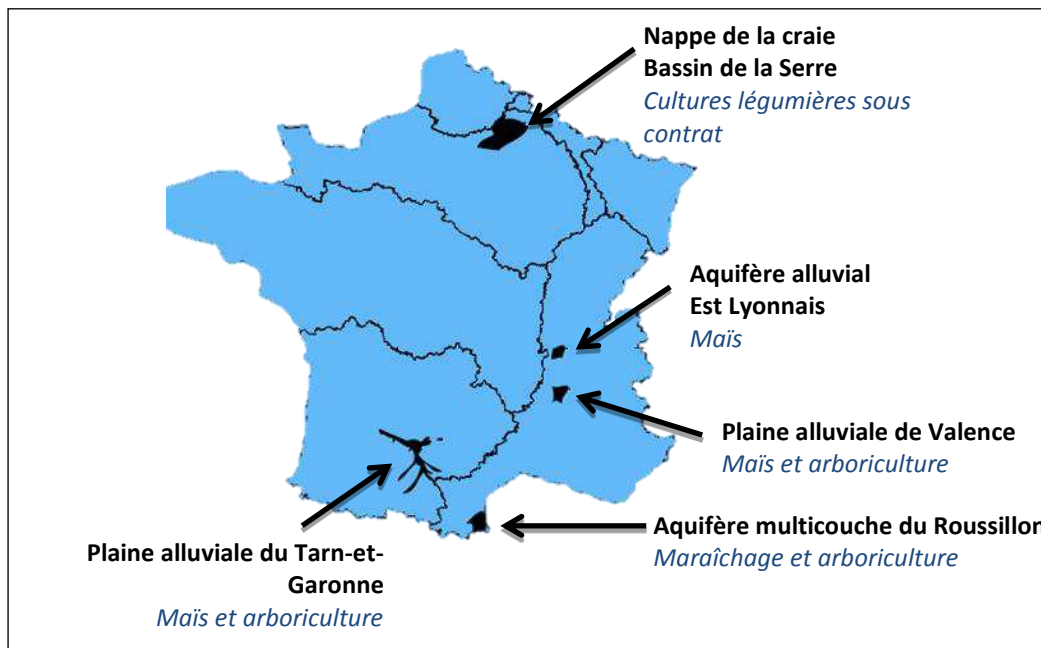 Nappe de la craie
Bassin de la Serre
Cultures légumières sous
contrat
Aquifère alluvial
Est Lyonnais
Maïs
Plaine alluviale de Valence
Maïs et arboriculture
Aquifère multicouche du Roussillon
Maraîchage et arboriculture
Plaine alluviale du Tarn-et-
Garonne
Maïs et arboriculture